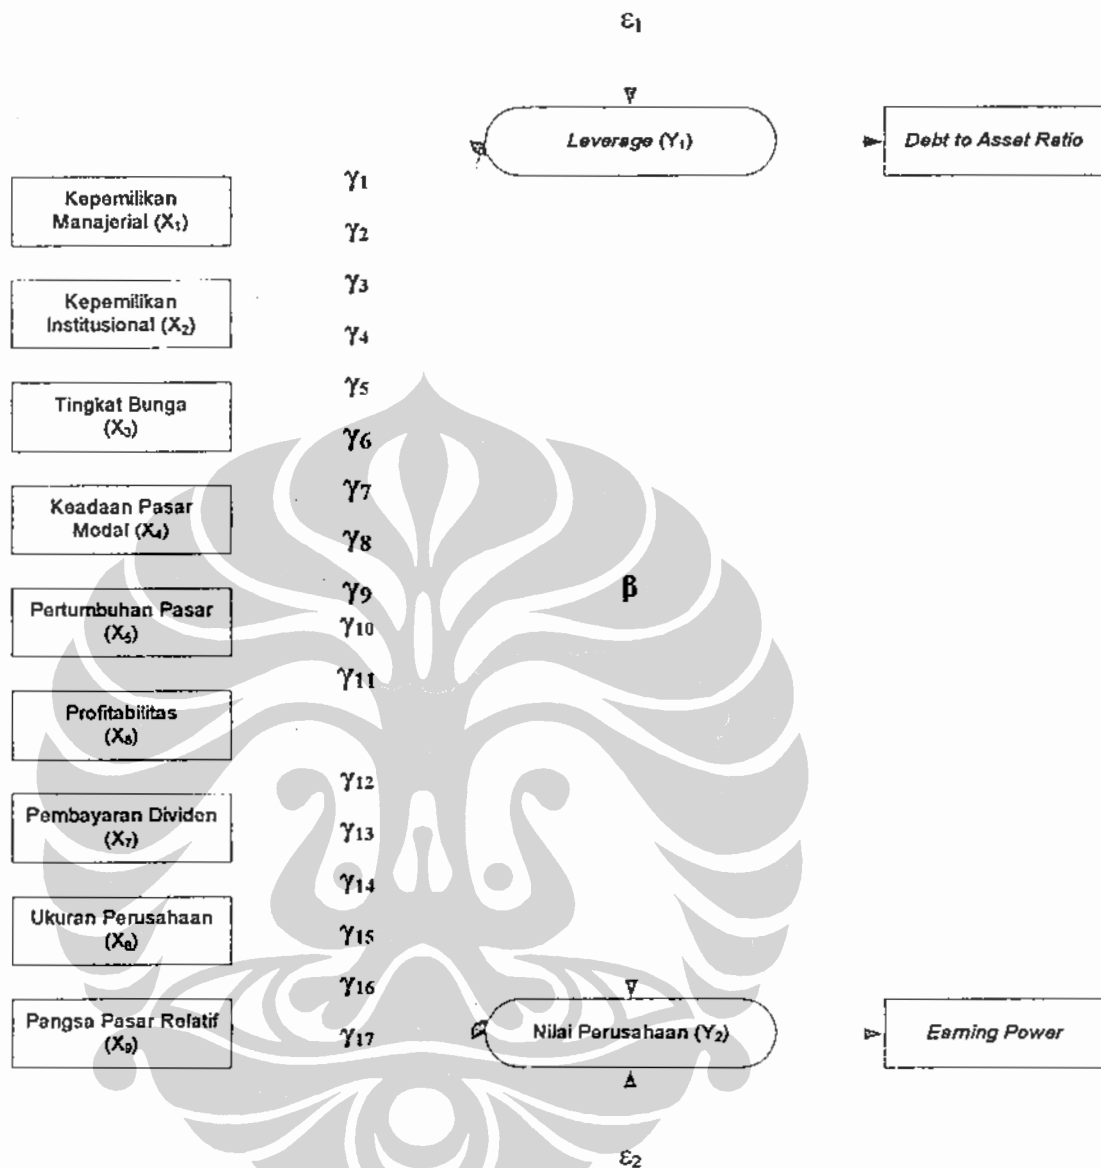 ε₁
Leverage (Y₁)
Debt to Asset Ratio
γ₁
Kepemilikan
Manajerial (X₁)
γ₂
γ₃
Kepemilikan
Institusional (X₂)
γ₄
γ₅
Tingkat Bunga
(X₃)
γ₆
γ₇
Keadaan Pasar
Modal (X₄)
γ₈
γ₉
β
Pertumbuhan Pasar
(X₅)
γ₁₀
γ₁₁
Profitabilitas
(X₆)
γ₁₂
Pembayaran Dividen
(X₇)
γ₁₃
γ₁₄
Ukuran Perusahaan
(X₈)
γ₁₅
γ₁₆
Pangsa Pasar Relatif
(X₉)
γ₁₇
Nilai Perusahaan (Y₂)
Earning Power
ε₂